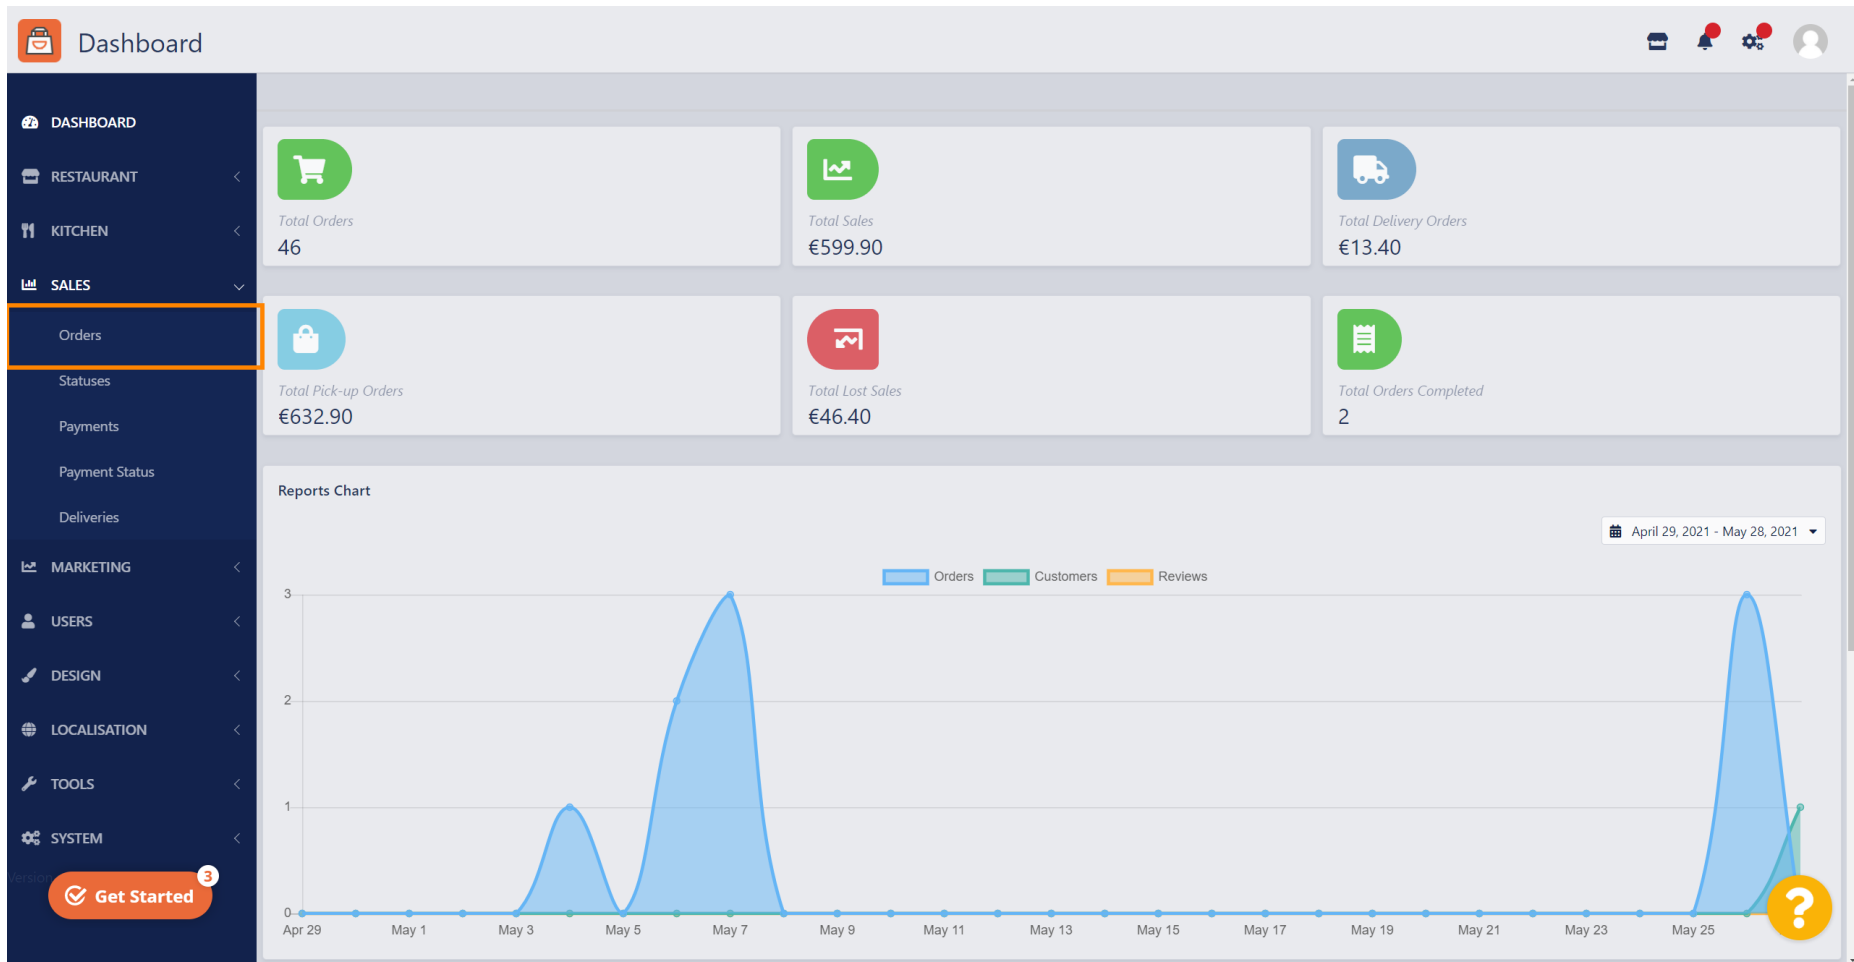 Dashboard
DASHBOARD
RESTAURANT
KITCHEN
SALES
Orders
Statuses
Payments
Payment Status
Deliveries
MARKETING
USERS
DESIGN
LOCALISATION
TOOLS
SYSTEM
Version
Get Started
3
Total Orders
46
Total Sales
€599.90
Total Delivery Orders
€13.40
Total Pick-up Orders
€632.90
Total Lost Sales
€46.40
Total Orders Completed
2
Reports Chart
April 29, 2021 - May 28, 2021
Orders Customers Reviews
3
2
1
0
Apr 29 May 1 May 3 May 5 May 7 May 9 May 11 May 13 May 15 May 17 May 19 May 21 May 23 May 25
?